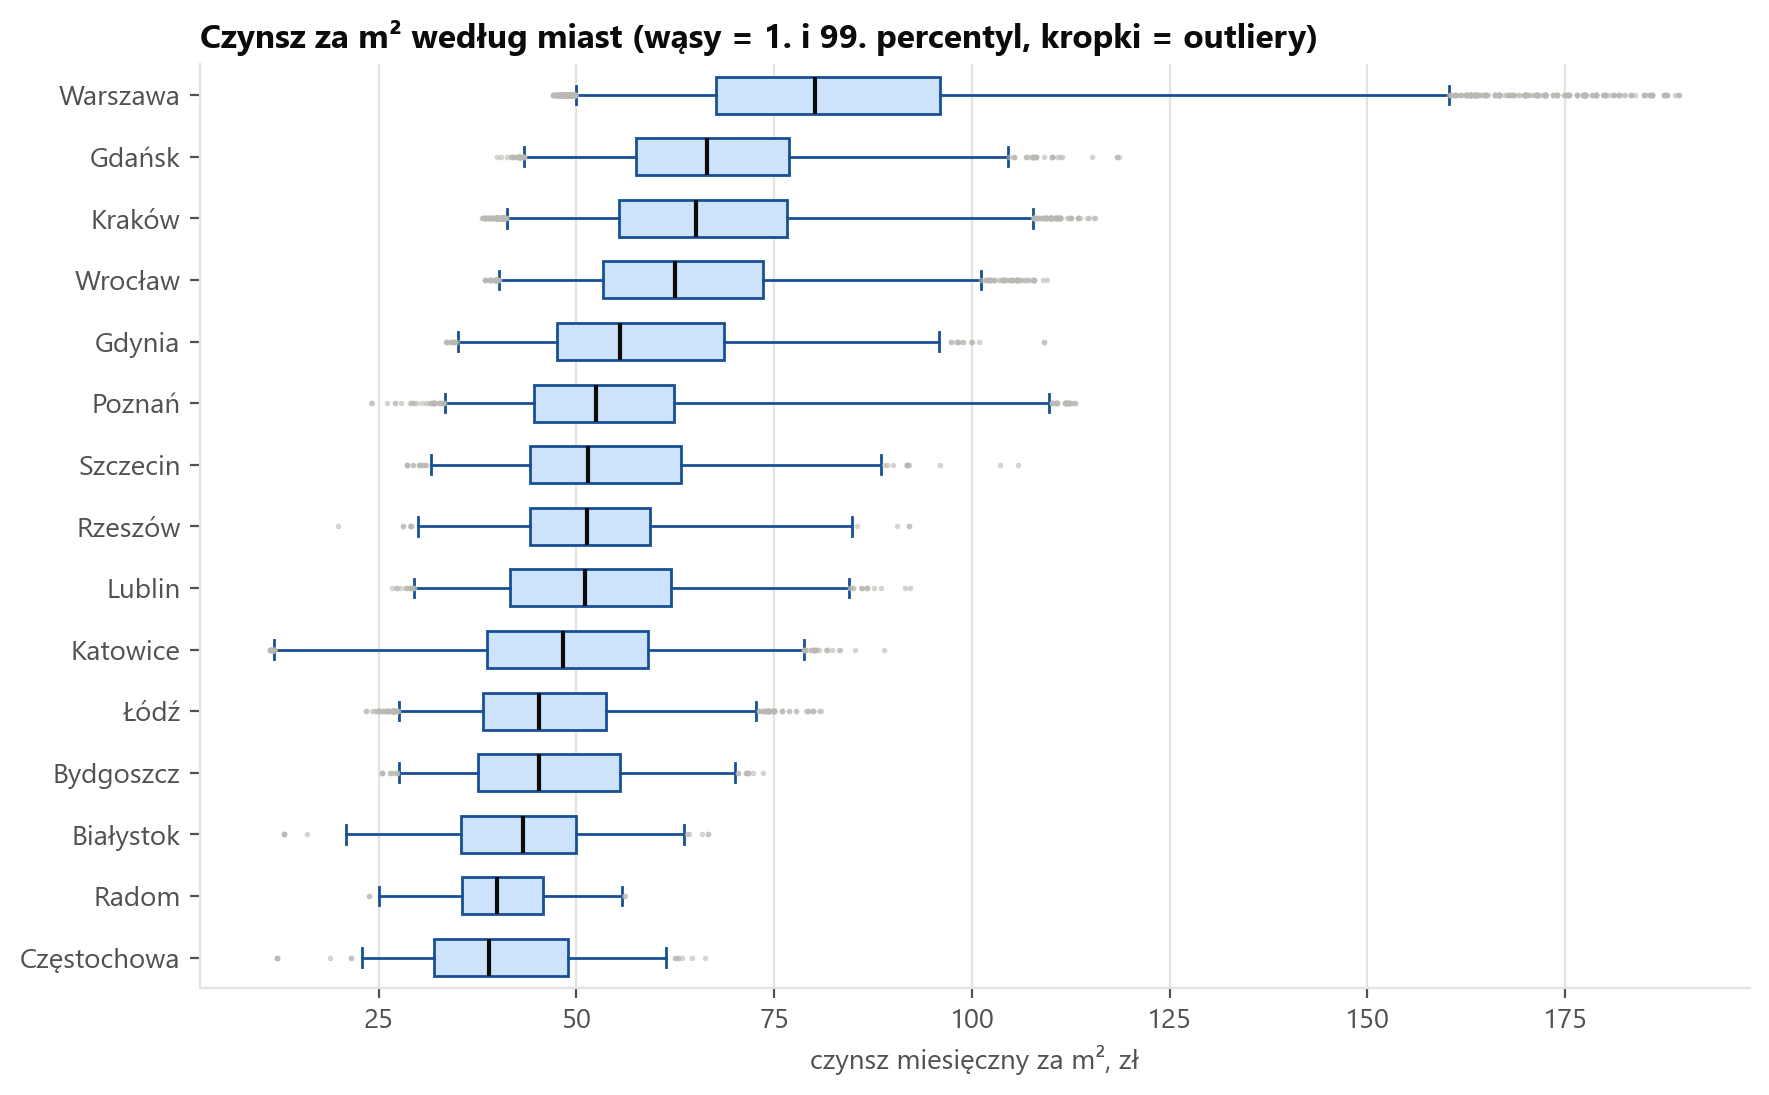 Czynsz za m² według miast (wąsy = 1. i 99. percentyl, kropki = outliery)
Warszawa
Gdańsk
Kraków
Wrocław
Gdynia
Poznań
Szczecin
Rzeszów
Lublin
Katowice
Łódź
Bydgoszcz
Białystok
Radom
Częstochowa
25 50 75 100 125 150 175
czynsz miesięczny za m², zł